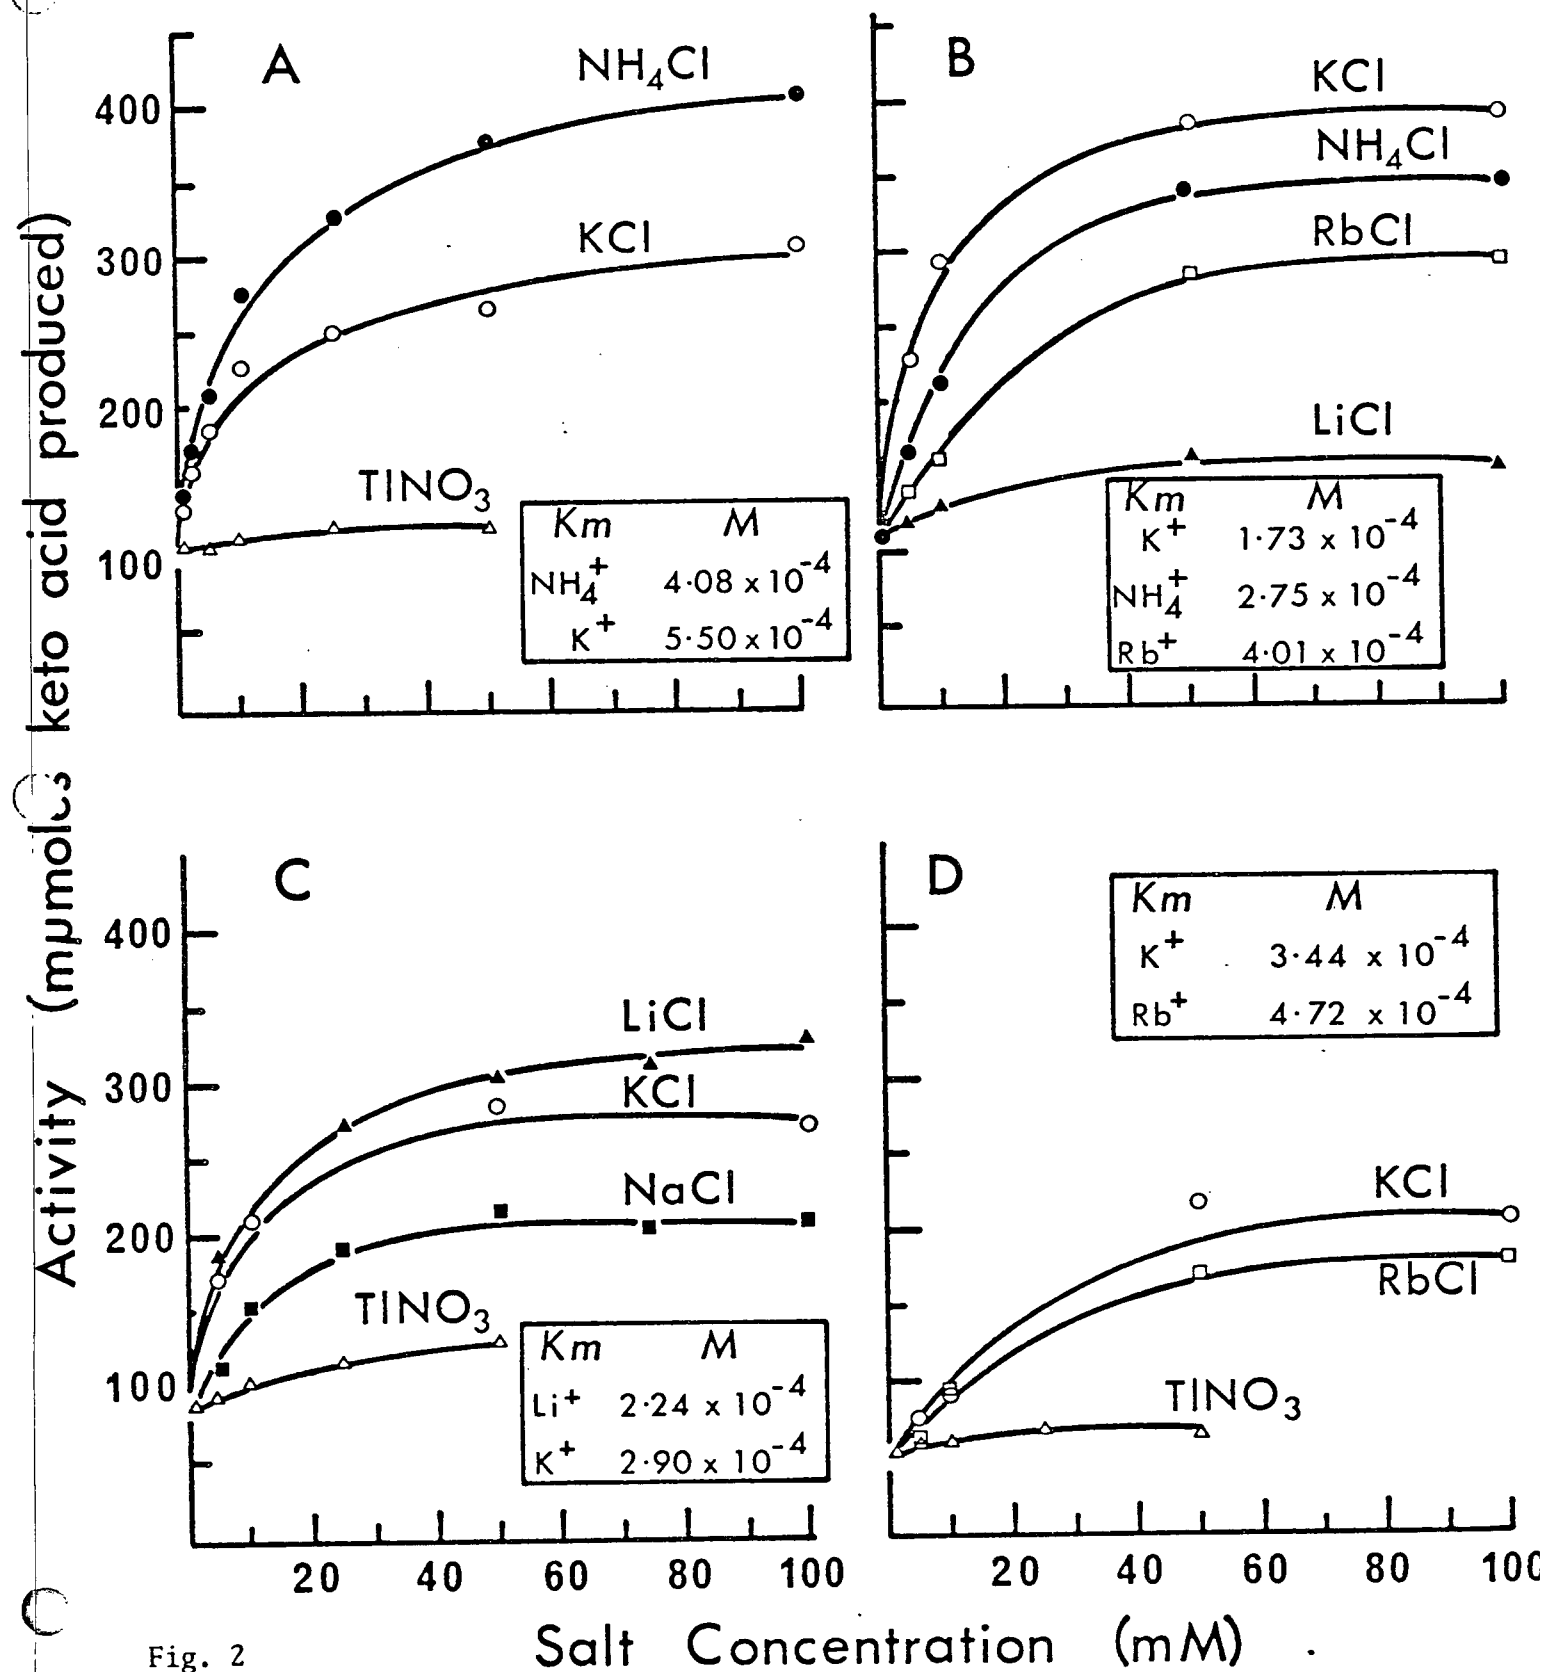 Activity (mµmoles keto acid produced)
A
NH₄Cl
400
300
KCl
200
TlNO₃
100
Km M
NH₄⁺ 4·08 x 10⁻⁴
K⁺ 5·50 x 10⁻⁴
B
KCl
NH₄Cl
RbCl
LiCl
Km M
K⁺ 1·73 x 10⁻⁴
NH₄⁺ 2·75 x 10⁻⁴
Rb⁺ 4·01 x 10⁻⁴
C
400
LiCl
300
KCl
NaCl
200
TlNO₃
100
Km M
Li⁺ 2·24 x 10⁻⁴
K⁺ 2·90 x 10⁻⁴
20 40 60 80 100
D
Km M
K⁺ 3·44 x 10⁻⁴
Rb⁺ 4·72 x 10⁻⁴
KCl
RbCl
TlNO₃
20 40 60 80 100
Salt Concentration (mM)
Fig. 2